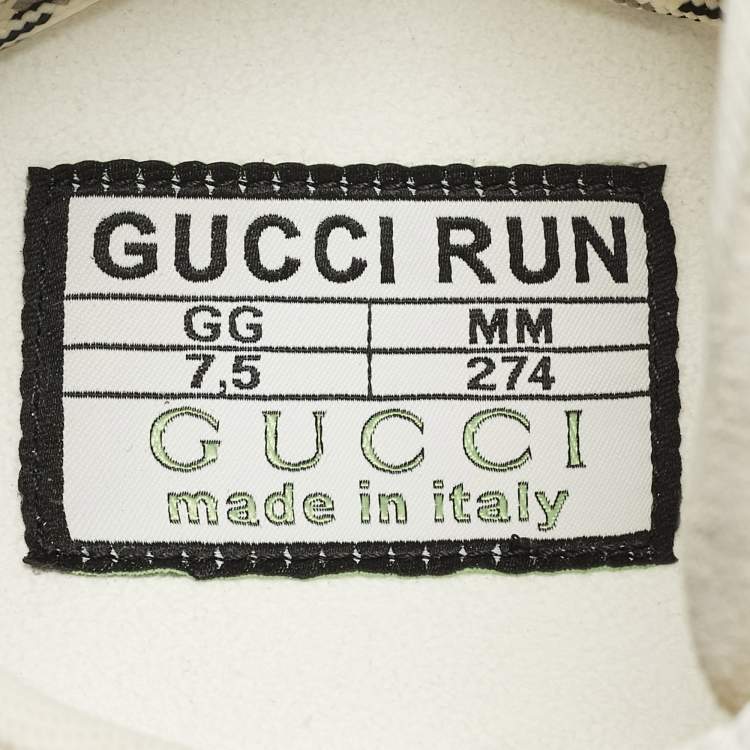 GUCCI RUN
GG MM
7,5 274
GUCCI
made in italy